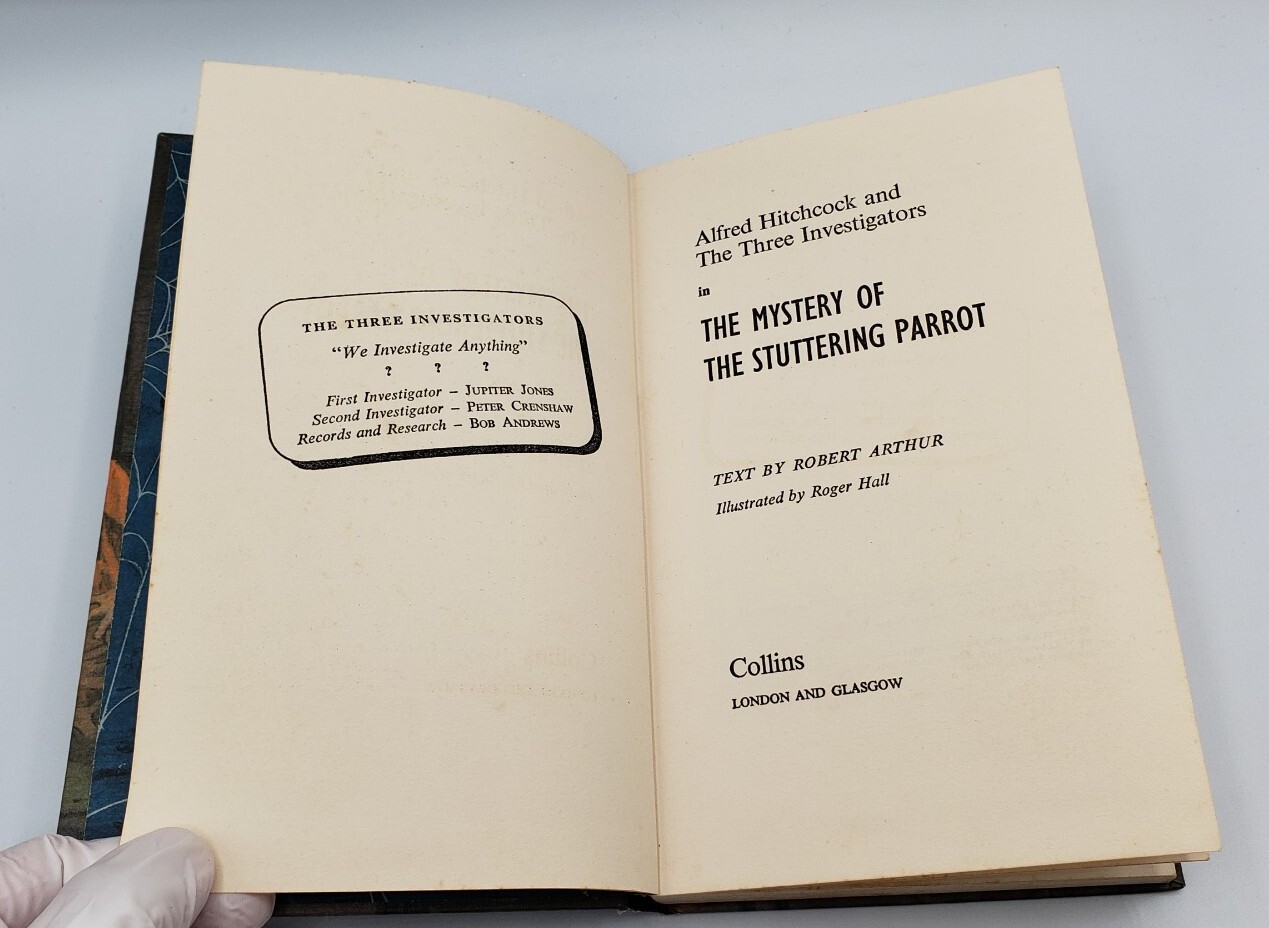 THE THREE INVESTIGATORS
“We Investigate Anything”
? ? ?
First Investigator – JUPITER JONES
Second Investigator – PETER CRENSHAW
Records and Research – BOB ANDREWS
Alfred Hitchcock and
The Three Investigators
in
THE MYSTERY OF
THE STUTTERING PARROT
TEXT BY ROBERT ARTHUR
Illustrated by Roger Hall
Collins
LONDON AND GLASGOW